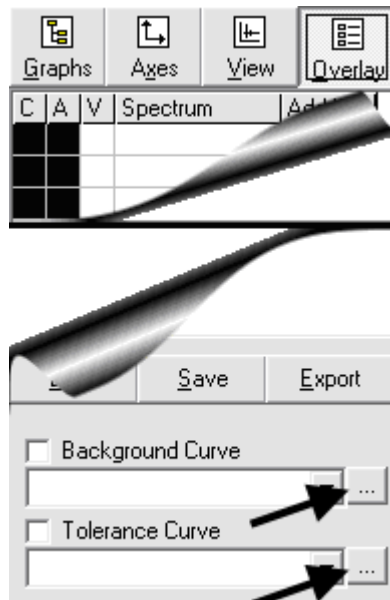 Graphs Axes View Overlay
C A V Spectrum
Save Export
Background Curve
...
Tolerance Curve
...